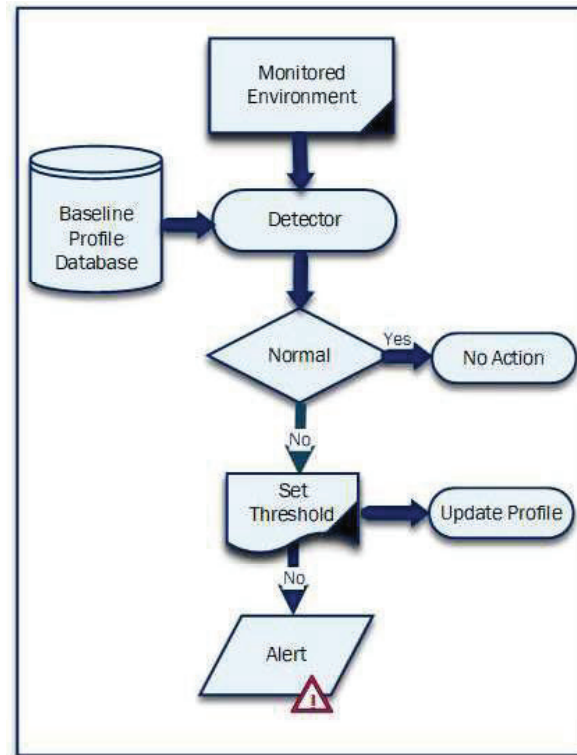 Monitored
Environment
Baseline
Profile
Database
Detector
Normal
Yes
No Action
No
Set
Threshold
Update Profile
No
Alert
!